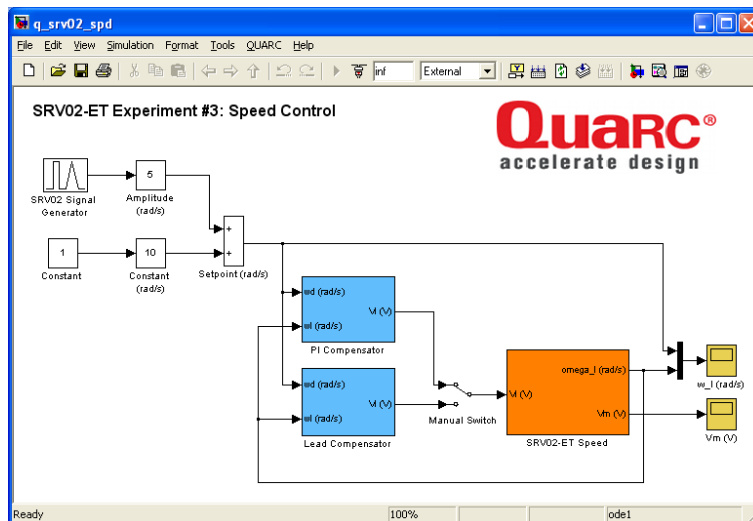 q_srv02_spd
File Edit View Simulation Format Tools QUARC Help
inf
External
SRV02-ET Experiment #3: Speed Control
QUARC®
accelerate design
SRV02 Signal
Generator
5
Amplitude
(rad/s)
1
Constant
10
Constant
(rad/s)
+
+
Setpoint (rad/s)
wd (rad/s)
wl (rad/s)
Vl (V)
PI Compensator
wd (rad/s)
wl (rad/s)
Vl (V)
Lead Compensator
Manual Switch
Vl (V)
omega_l (rad/s)
Vm (V)
SRV02-ET Speed
w_l (rad/s)
Vm (V)
Ready
100%
ode1